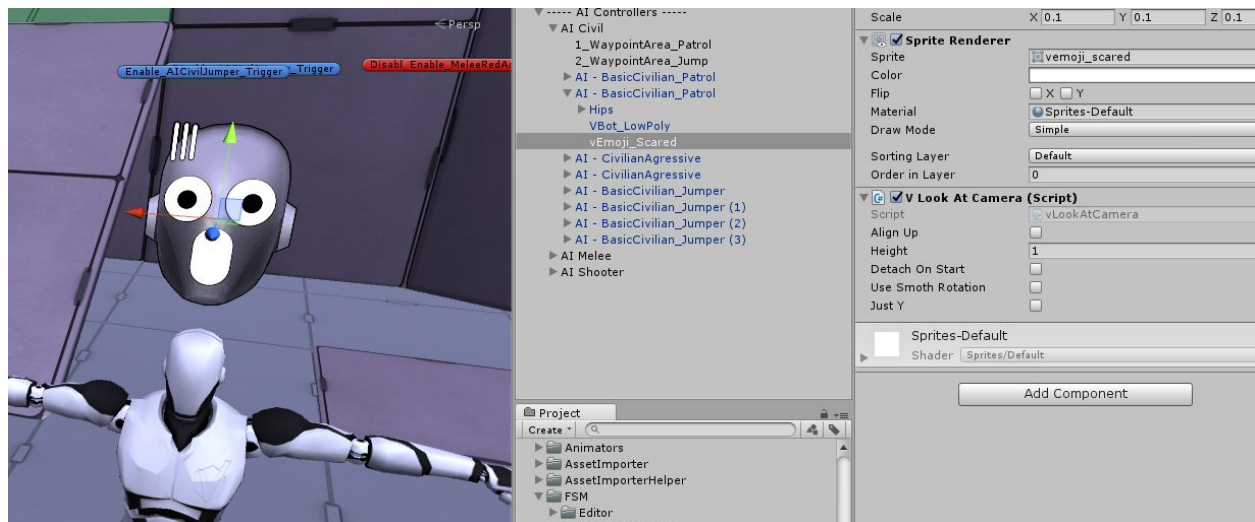 Persp
Enable_AICivilJumper_Trigger
_Trigger
Disabl
Enable_MeleeRedA
----- AI Controllers -----
AI Civil
1_WaypointArea_Patrol
2_WaypointArea_Jump
AI - BasicCivilian_Patrol
AI - BasicCivilian_Patrol
Hips
VBot_LowPoly
vEmoji_Scared
AI - CivilianAgressive
AI - CivilianAgressive
AI - BasicCivilian_Jumper
AI - BasicCivilian_Jumper (1)
AI - BasicCivilian_Jumper (2)
AI - BasicCivilian_Jumper (3)
AI Melee
AI Shooter
Project
Create
Animators
AssetImporter
AssetImporterHelper
FSM
Editor
Scale X 0.1 Y 0.1 Z 0.1
Sprite Renderer
Sprite vemoji_scared
Color
Flip X Y
Material Sprites-Default
Draw Mode Simple
Sorting Layer Default
Order in Layer 0
V Look At Camera (Script)
Script vLookAtCamera
Align Up
Height 1
Detach On Start
Use Smoth Rotation
Just Y
Sprites-Default
Shader Sprites/Default
Add Component